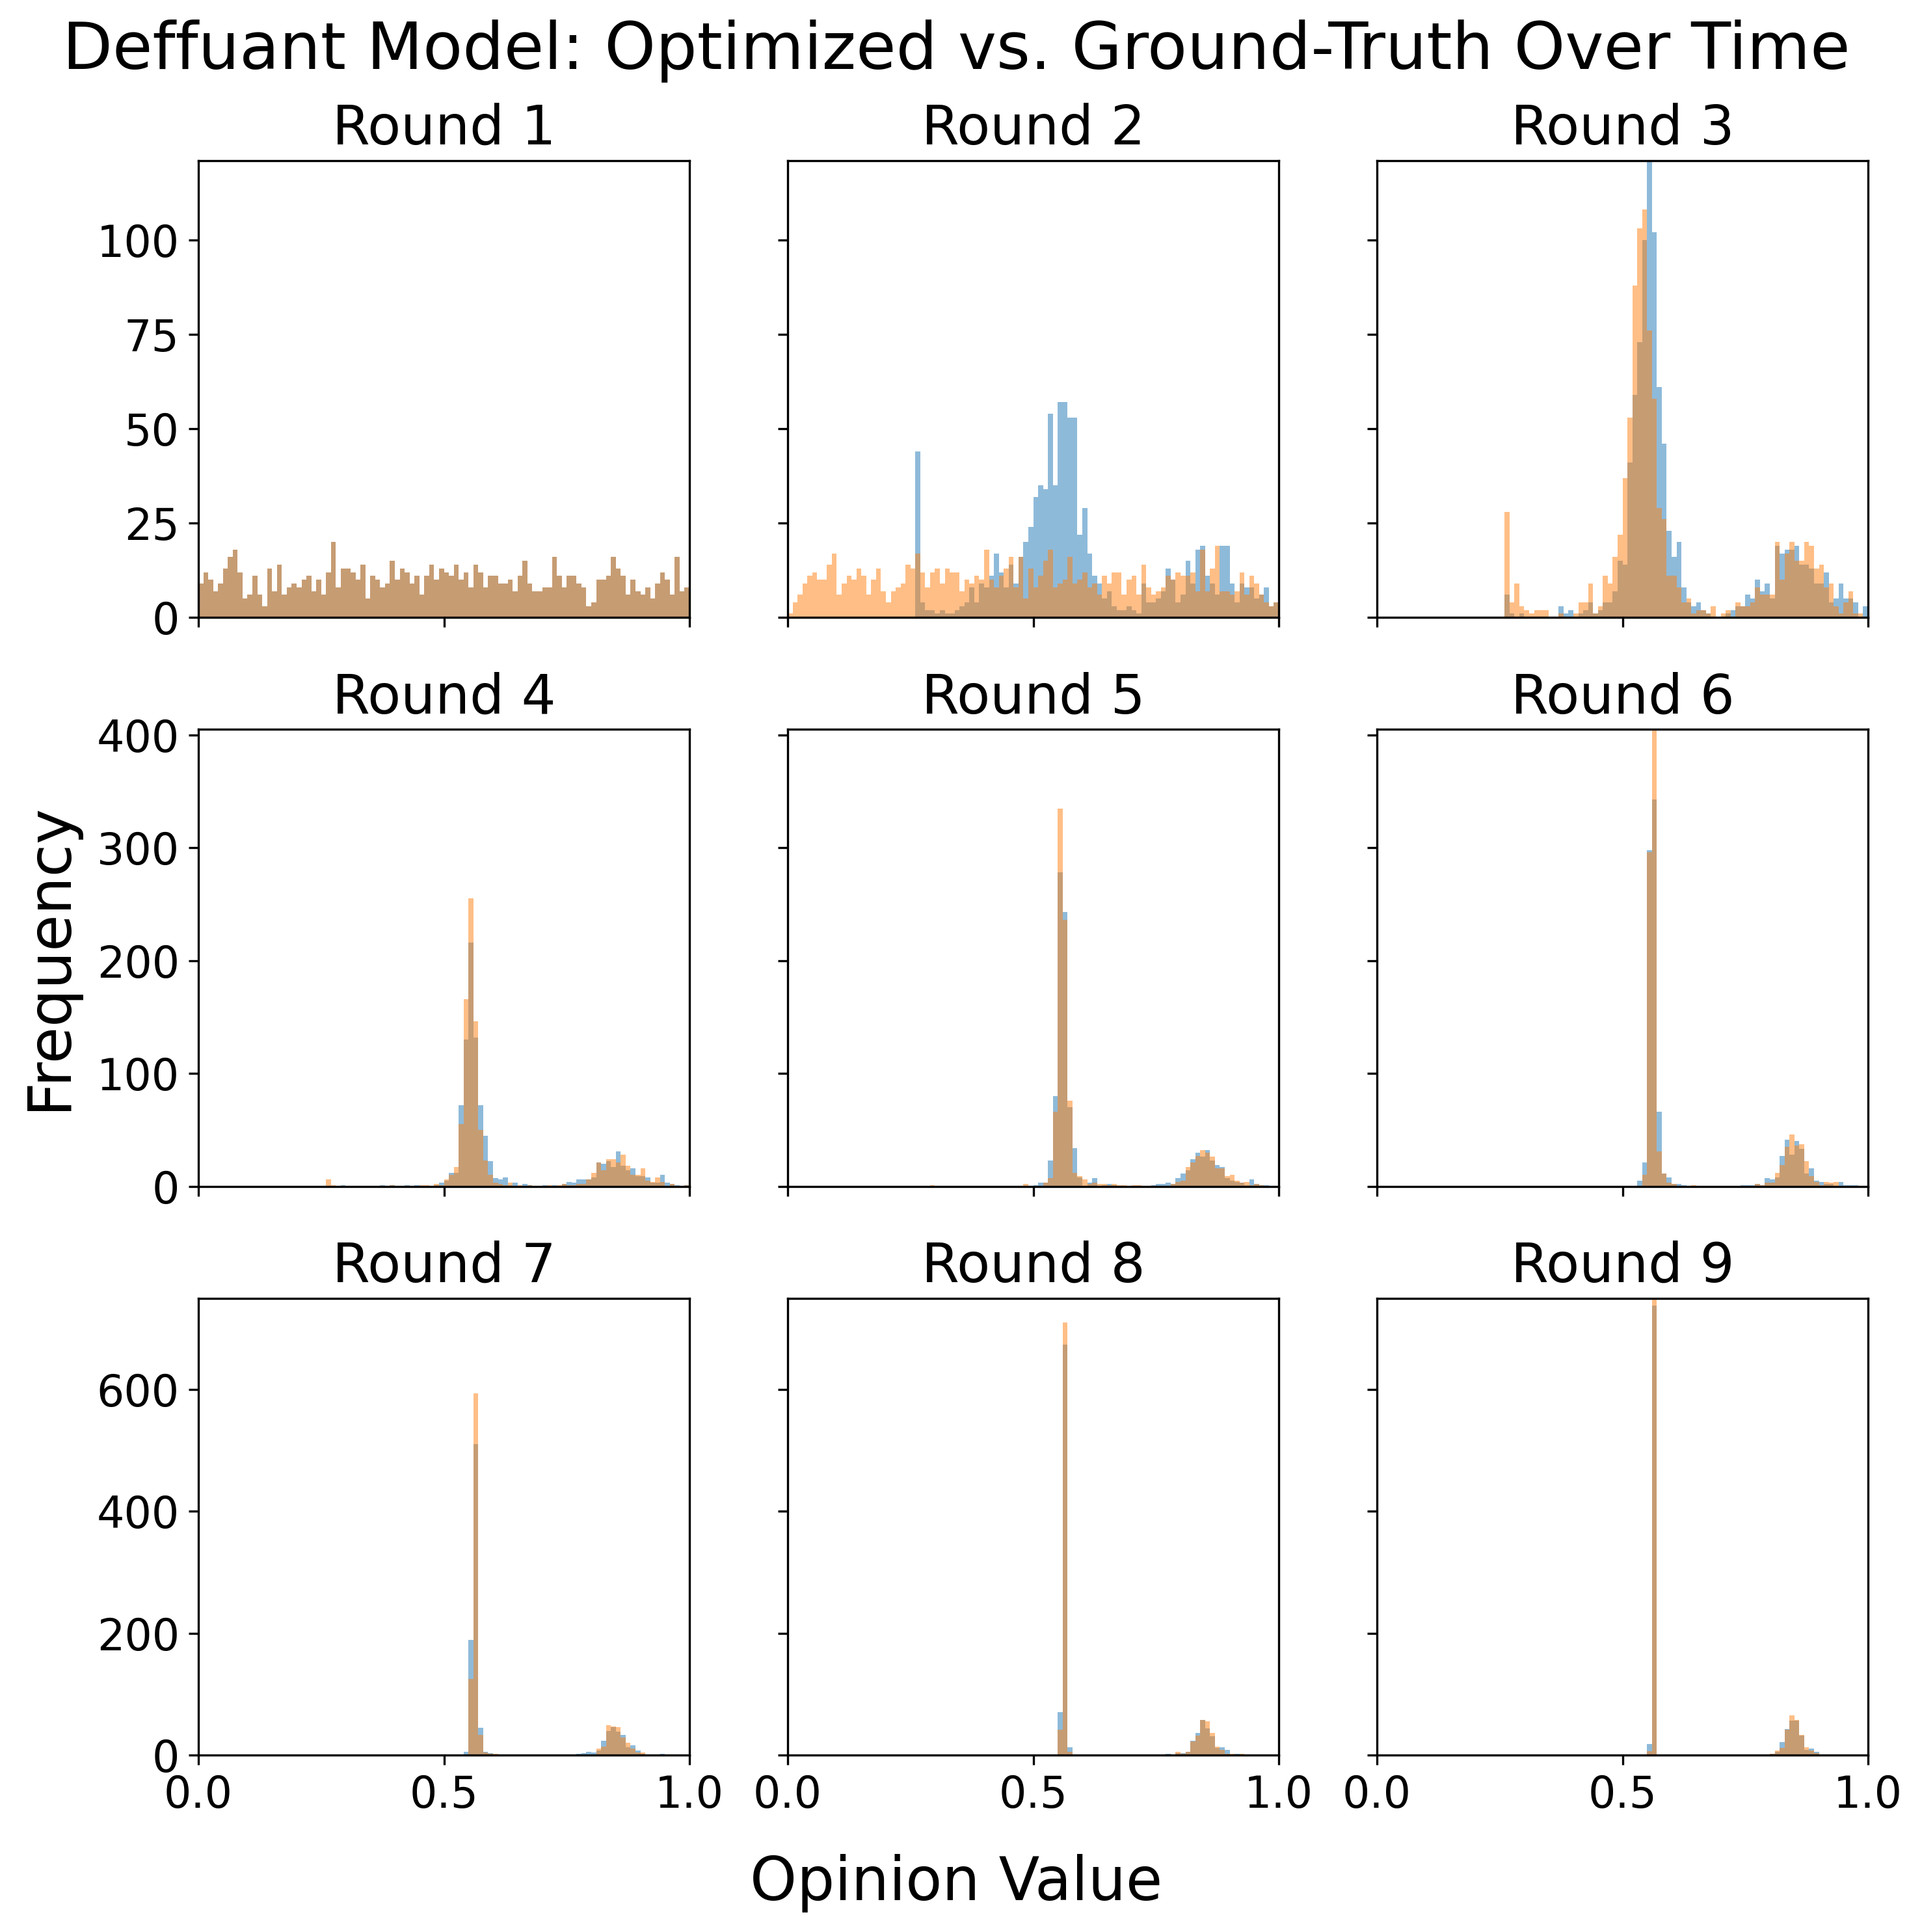 Deffuant Model: Optimized vs. Ground-Truth Over Time
Round 1
Round 2
Round 3
100
75
50
25
0
Round 4
Round 5
Round 6
400
300
200
100
0
Frequency
Round 7
Round 8
Round 9
600
400
200
0
0.0 0.5 1.0
0.0 0.5 1.0
0.0 0.5 1.0
Opinion Value